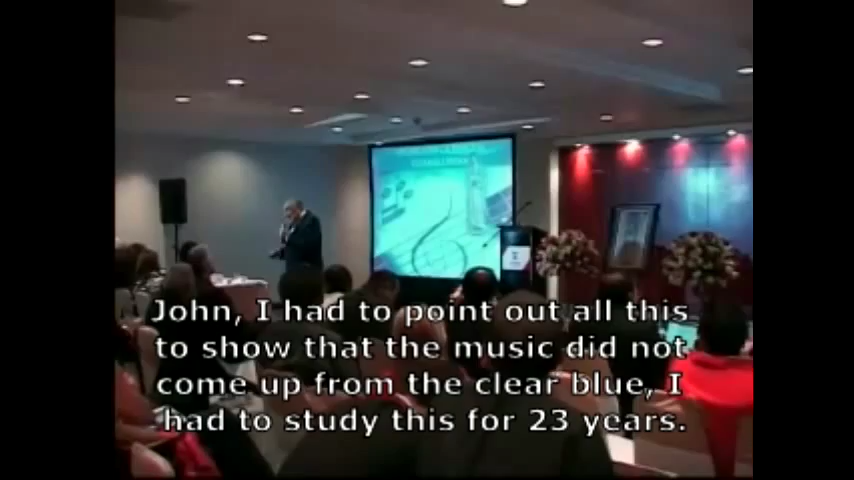 John, I had to point out all this
to show that the music did not
come up from the clear blue, I
had to study this for 23 years.